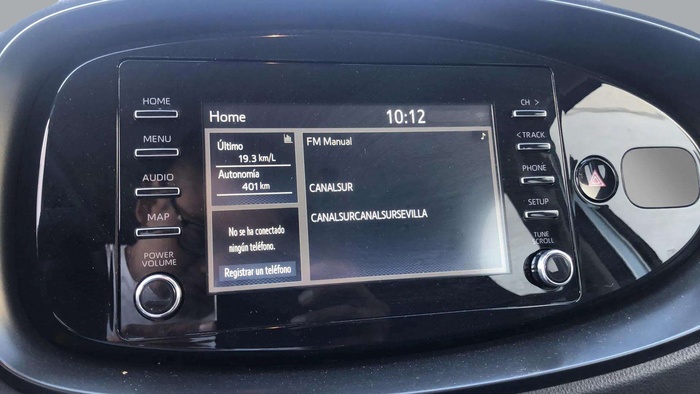 HOME
MENU
AUDIO
MAP
POWER
VOLUME
Home
10:12
Último
19.3 km/L
Autonomía
401 km
No se ha conectado
ningún teléfono.
Registrar un teléfono
FM Manual
CANALSUR
CANALSURCANALSURSEVILLA
CH >
< TRACK
PHONE
SETUP
TUNE
SCROLL